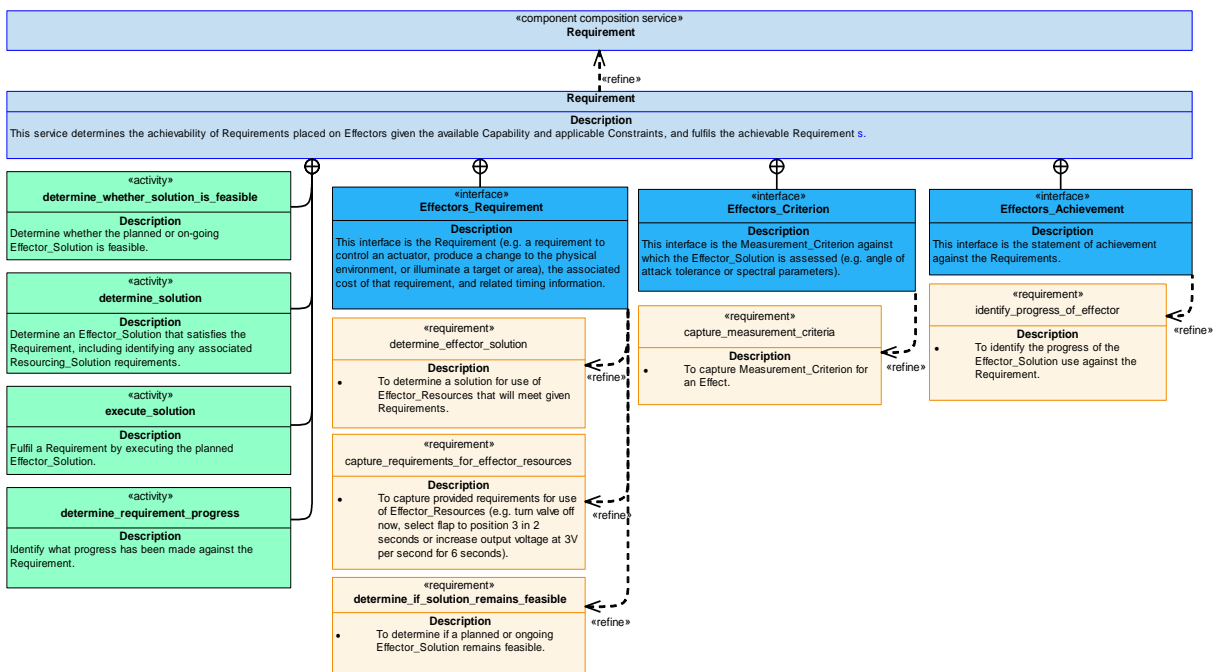 «component composition service»
Requirement
«refine»
Requirement
Description
This service determines the achievability of Requirements placed on Effectors given the available Capability and applicable Constraints, and fulfils the achievable Requirement s.
«activity»
determine_whether_solution_is_feasible
Description
Determine whether the planned or on-going
Effector_Solution is feasible.
«activity»
determine_solution
Description
Determine an Effector_Solution that satisfies the
Requirement, including identifying any associated
Resourcing_Solution requirements.
«activity»
execute_solution
Description
Fulfil a Requirement by executing the planned
Effector_Solution.
«activity»
determine_requirement_progress
Description
Identify what progress has been made against the
Requirement.
«interface»
Effectors_Requirement
Description
This interface is the Requirement (e.g. a requirement to
control an actuator, produce a change to the physical
environment, or illuminate a target or area), the associated
cost of that requirement, and related timing information.
«requirement»
determine_effector_solution
Description
• To determine a solution for use of
Effector_Resources that will meet given
Requirements.
«refine»
«requirement»
capture_requirements_for_effector_resources
Description
• To capture provided requirements for use
of Effector_Resources (e.g. turn valve off
now, select flap to position 3 in 2
seconds or increase output voltage at 3V
per second for 6 seconds).
«refine»
«requirement»
determine_if_solution_remains_feasible
Description
• To determine if a planned or ongoing
Effector_Solution remains feasible.
«refine»
«interface»
Effectors_Criterion
Description
This interface is the Measurement_Criterion against
which the Effector_Solution is assessed (e.g. angle of
attack tolerance or spectral parameters).
«requirement»
capture_measurement_criteria
Description
• To capture Measurement_Criterion for
an Effect.
«refine»
«interface»
Effectors_Achievement
Description
This interface is the statement of achievement
against the Requirements.
«requirement»
identify_progress_of_effector
Description
• To identify the progress of the
Effector_Solution use against the
Requirement.
«refine»